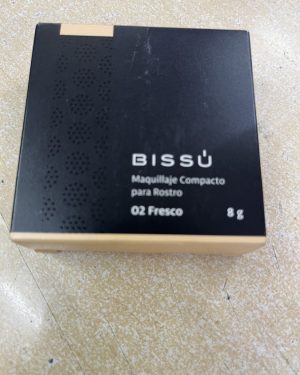 BISSÚ
Maquillaje Compacto
para Rostro
02 Fresco 8 g